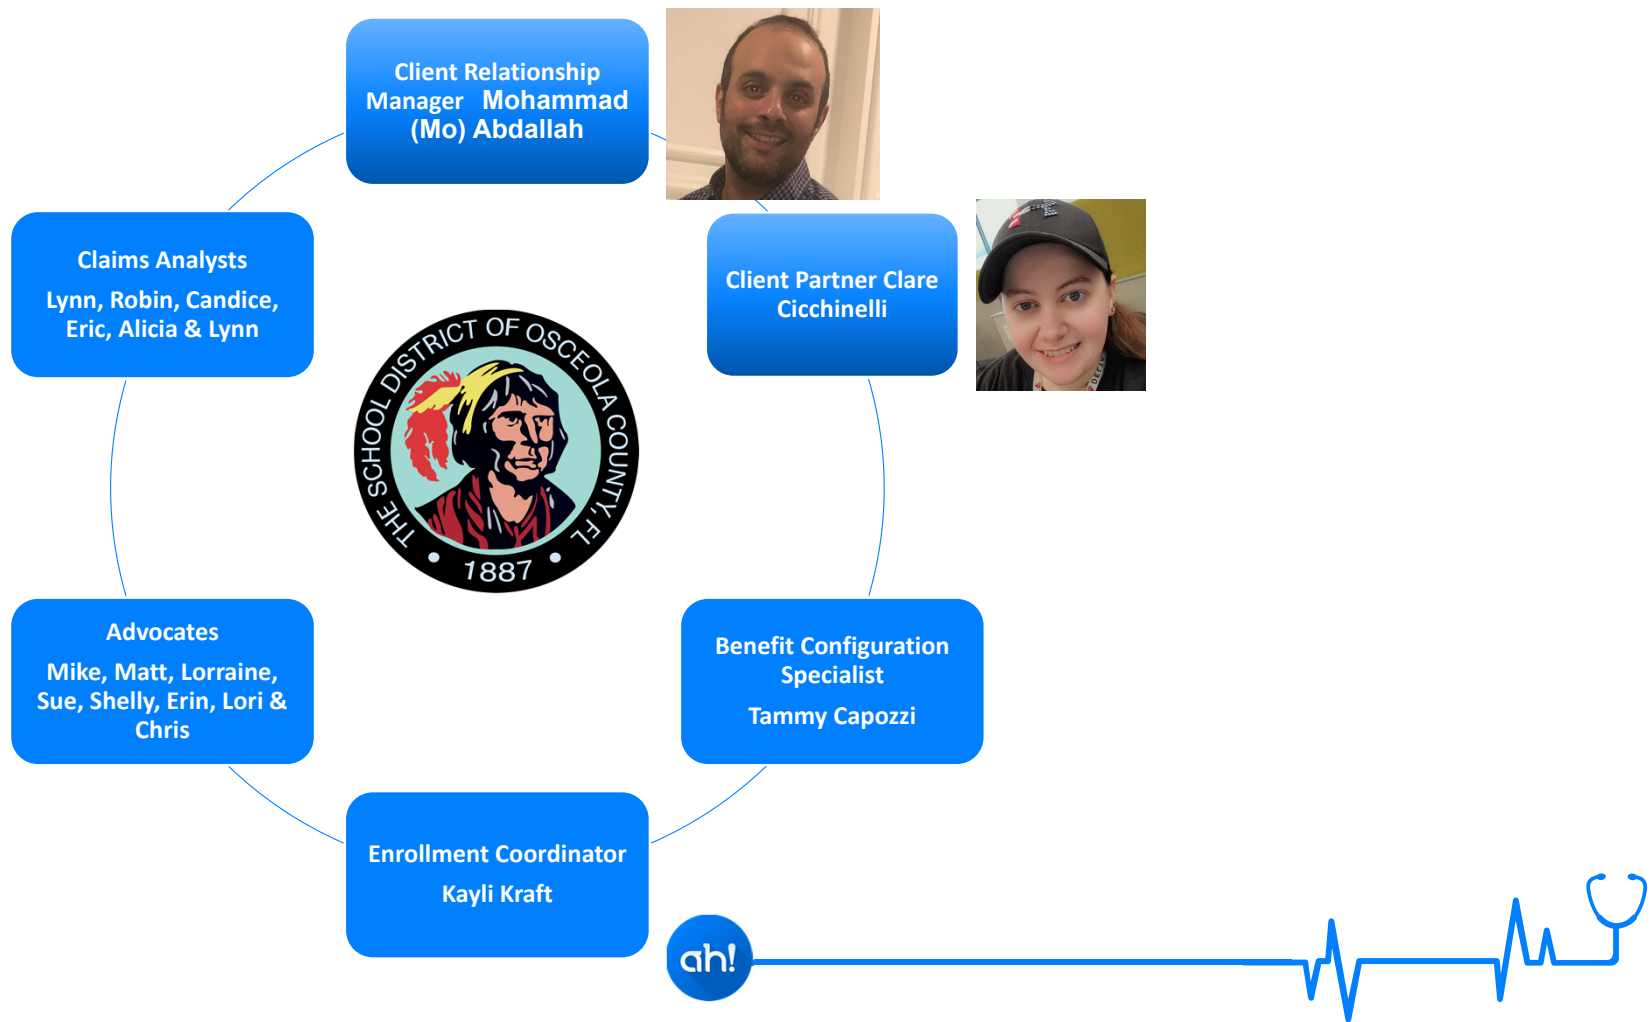 Client Relationship
Manager Mohammad
(Mo) Abdallah
Client Partner Clare
Cicchinelli
Claims Analysts
Lynn, Robin, Candice,
Eric, Alicia & Lynn
THE SCHOOL DISTRICT OF OSCEOLA COUNTY, FL
• 1887 •
Advocates
Mike, Matt, Lorraine,
Sue, Shelly, Erin, Lori &
Chris
Benefit Configuration
Specialist
Tammy Capozzi
Enrollment Coordinator
Kayli Kraft
ah!